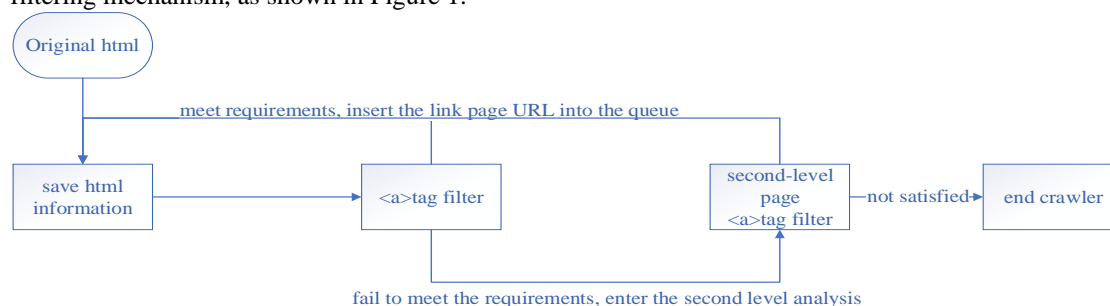 filtering mechanism, as shown in Figure 1.
Original html
meet requirements, insert the link page URL into the queue
save html
information
<a>tag filter
second-level
page
<a>tag filter
not satisfied
end crawler
fail to meet the requirements, enter the second level analysis